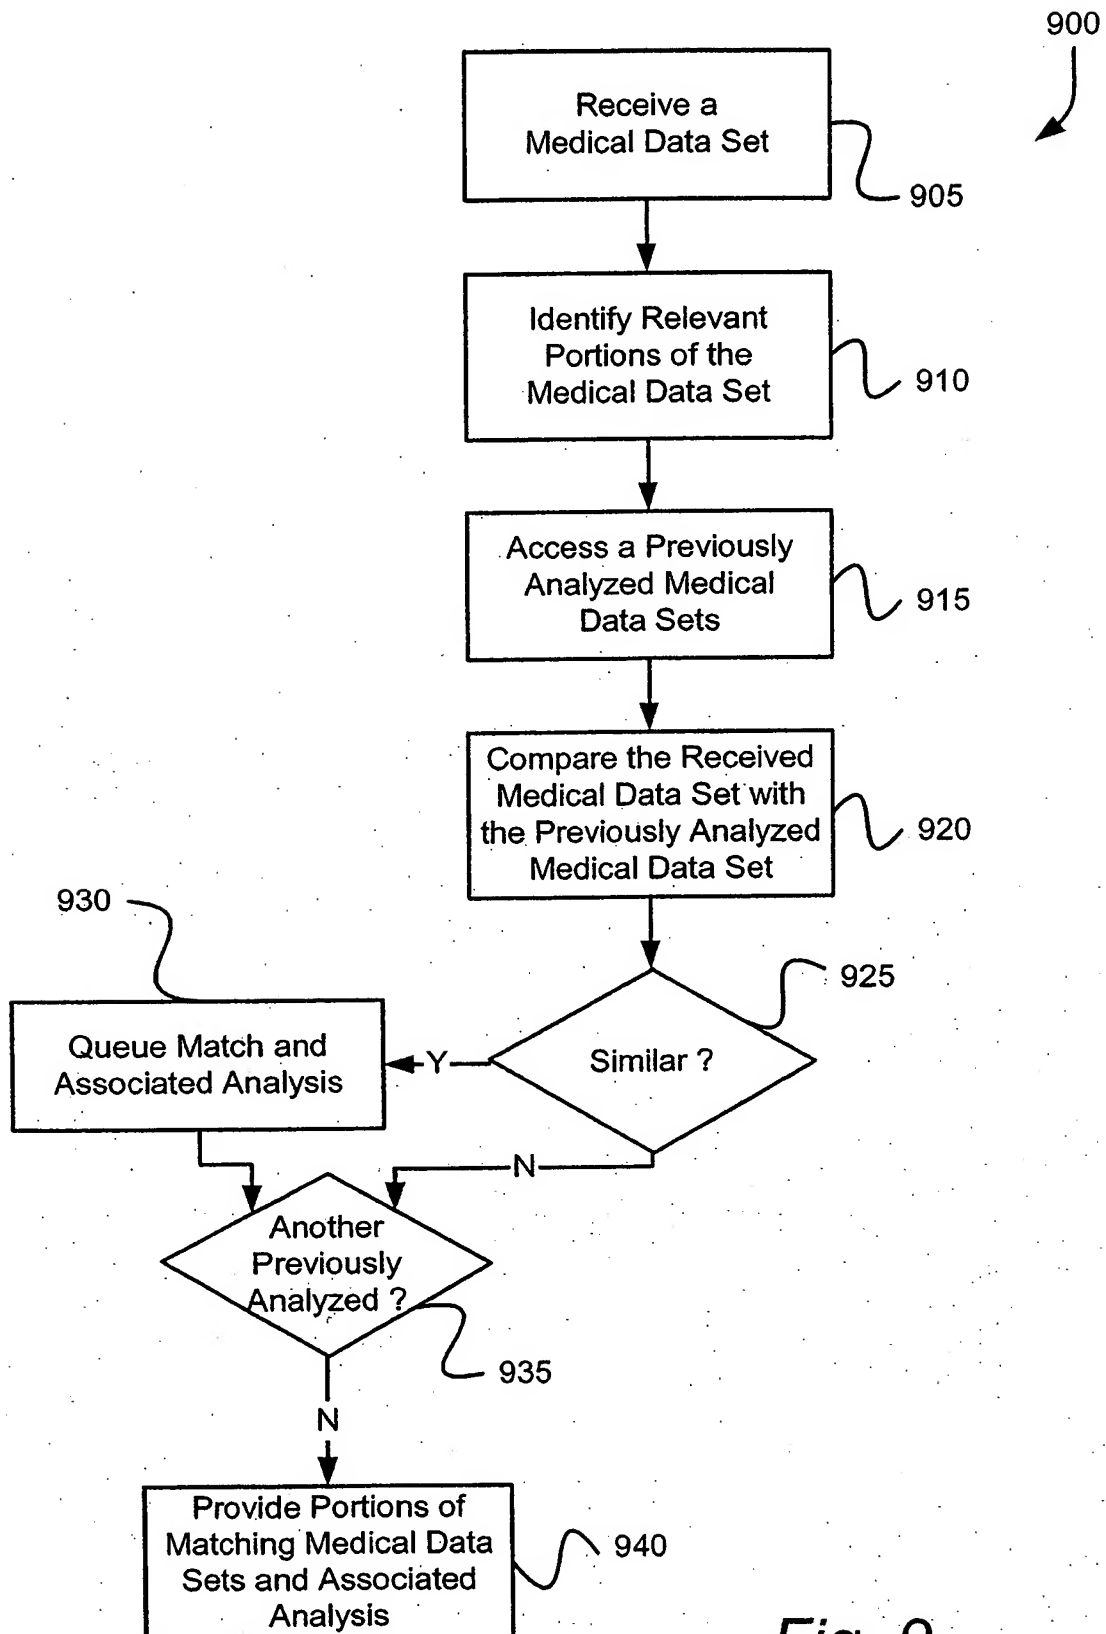 900
Receive a
Medical Data Set
905
Identify Relevant
Portions of the
Medical Data Set
910
Access a Previously
Analyzed Medical
Data Sets
915
Compare the Received
Medical Data Set with
the Previously Analyzed
Medical Data Set
920
930
925
Queue Match and
Associated Analysis
Y
Similar ?
N
Another
Previously
Analyzed ?
935
N
Provide Portions of
Matching Medical Data
Sets and Associated
Analysis
940
Fig. 9